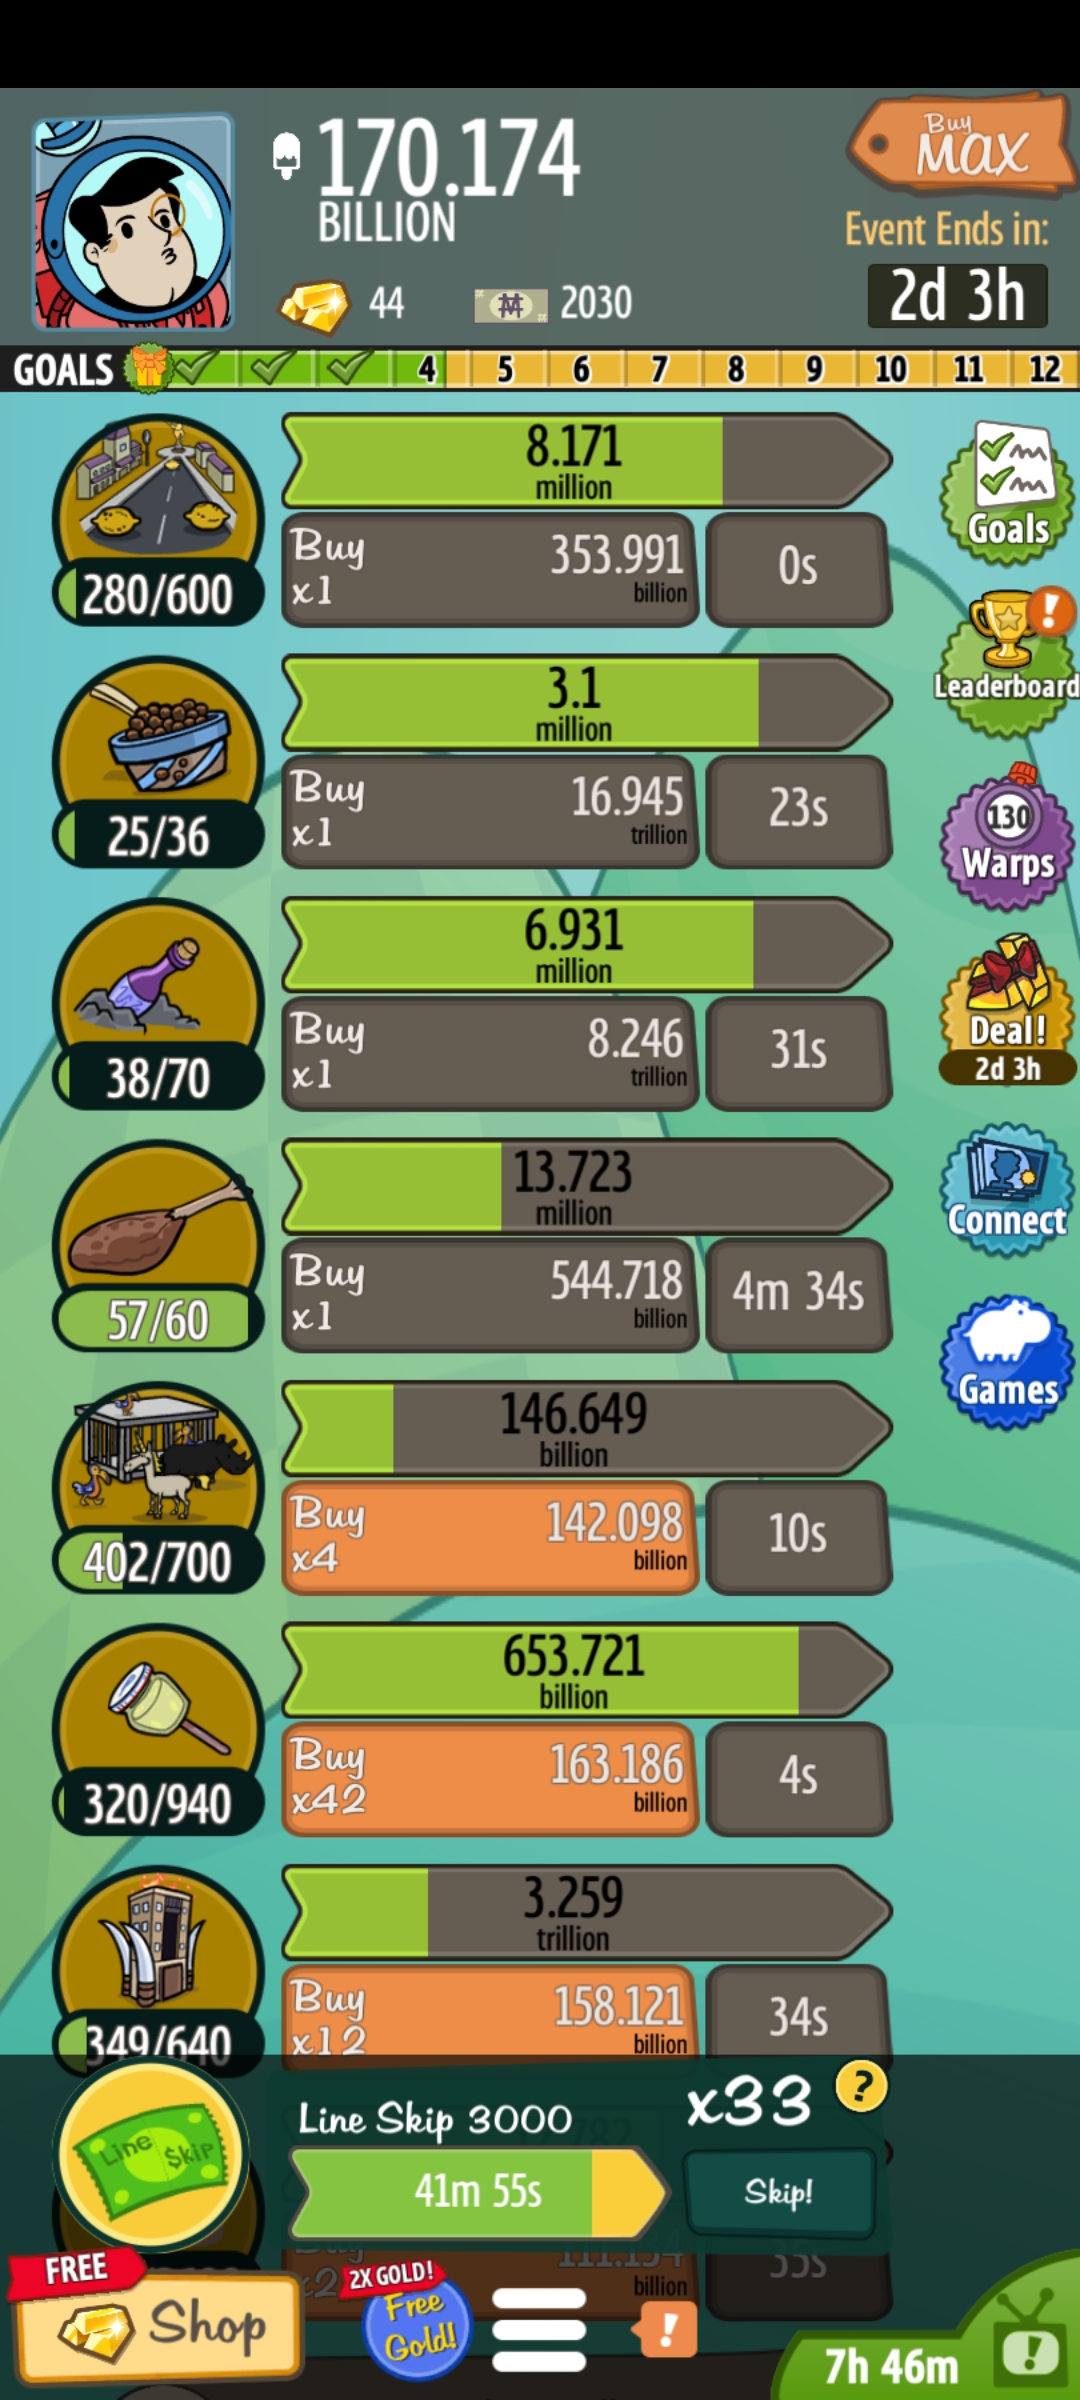 170.174
BILLION
Buy
MAX
Event Ends in:
2d 3h
44
2030
GOALS
4
5
6
7
8
9
10
11
12
8.171
million
280/600
Buy
x1
353.991
billion
0s
Goals
3.1
million
25/36
Buy
x1
16.945
trillion
23s
!
Leaderboard
6.931
million
38/70
Buy
x1
8.246
trillion
31s
130
Warps
Deal!
2d 3h
13.723
million
57/60
Buy
x1
544.718
billion
4m 34s
Connect
146.649
billion
402/700
Buy
x4
142.098
billion
10s
Games
653.721
billion
320/940
Buy
x42
163.186
billion
4s
3.259
trillion
349/640
Buy
x12
158.121
billion
34s
Line Skip
Line Skip 3000
x33
?
41m 55s
Skip!
billion
35s
FREE
Shop
2X GOLD!
Free
Gold!
!
7h 46m
!